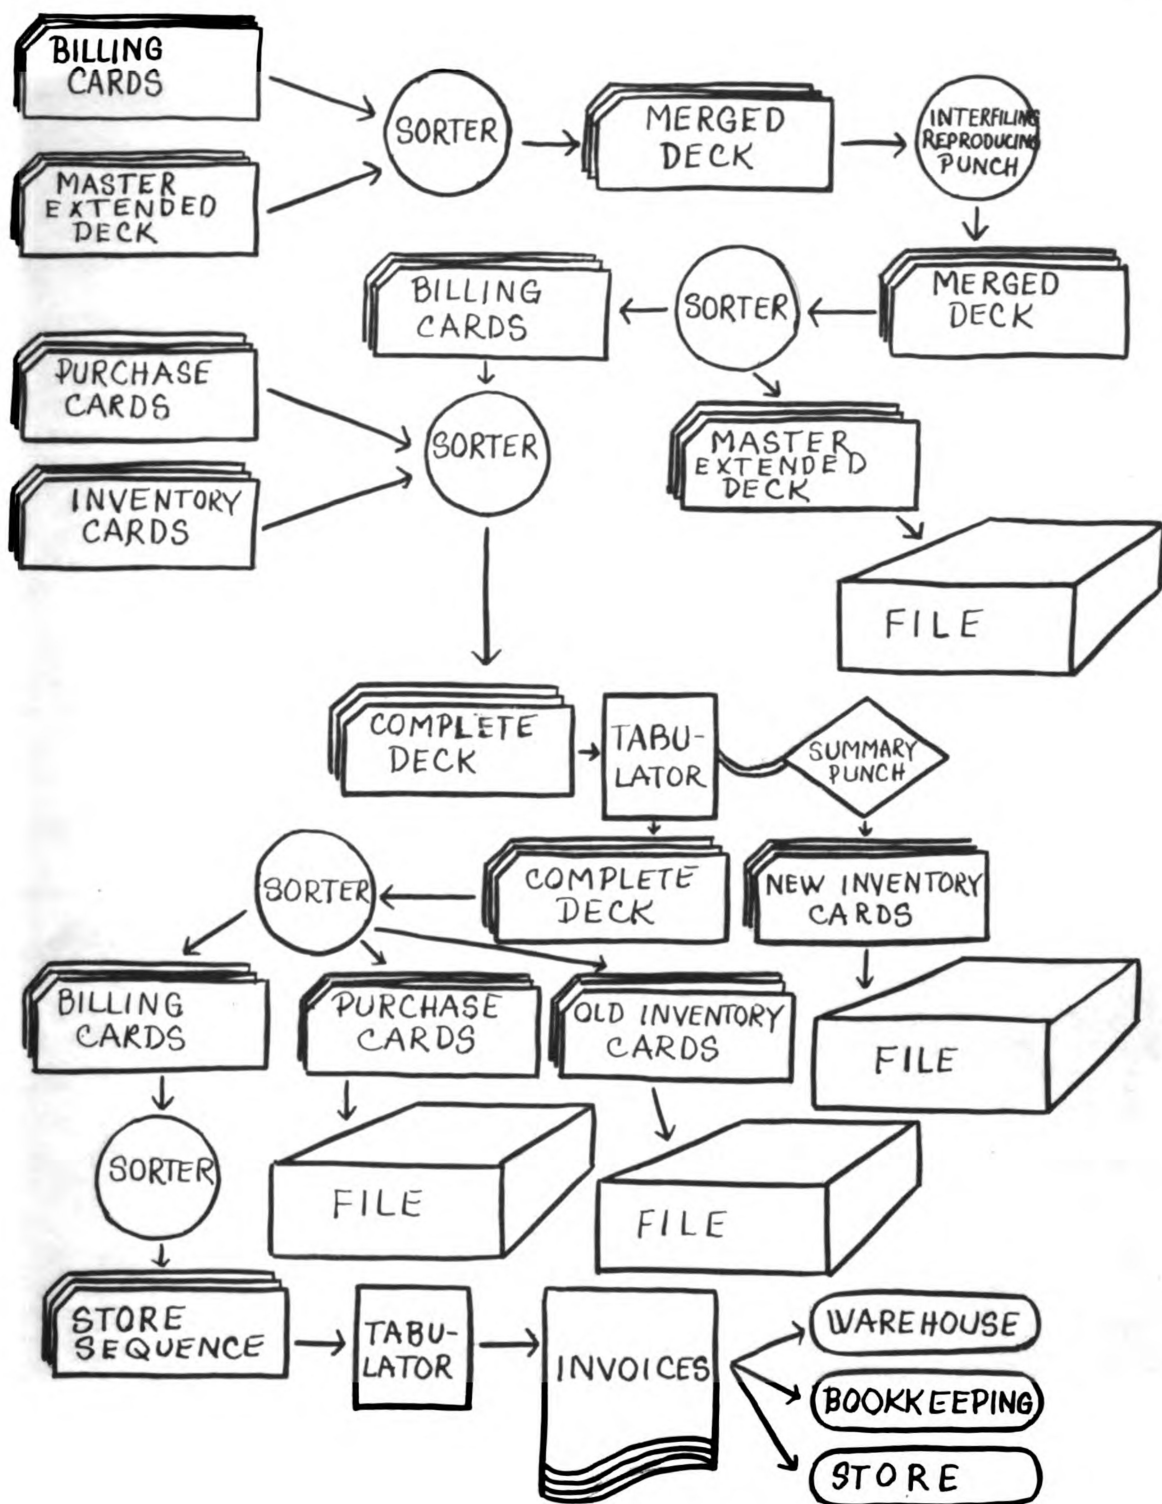 BILLING
CARDS
SORTER
MERGED
DECK
INTERFILING
REPRODUCING
PUNCH
MASTER
EXTENDED
DECK
BILLING
CARDS
SORTER
MERGED
DECK
PURCHASE
CARDS
SORTER
MASTER
EXTENDED
DECK
INVENTORY
CARDS
FILE
COMPLETE
DECK
TABU-
LATOR
SUMMARY
PUNCH
SORTER
COMPLETE
DECK
NEW INVENTORY
CARDS
BILLING
CARDS
PURCHASE
CARDS
OLD INVENTORY
CARDS
FILE
SORTER
FILE
FILE
STORE
SEQUENCE
TABU-
LATOR
INVOICES
WAREHOUSE
BOOKKEEPING
STORE